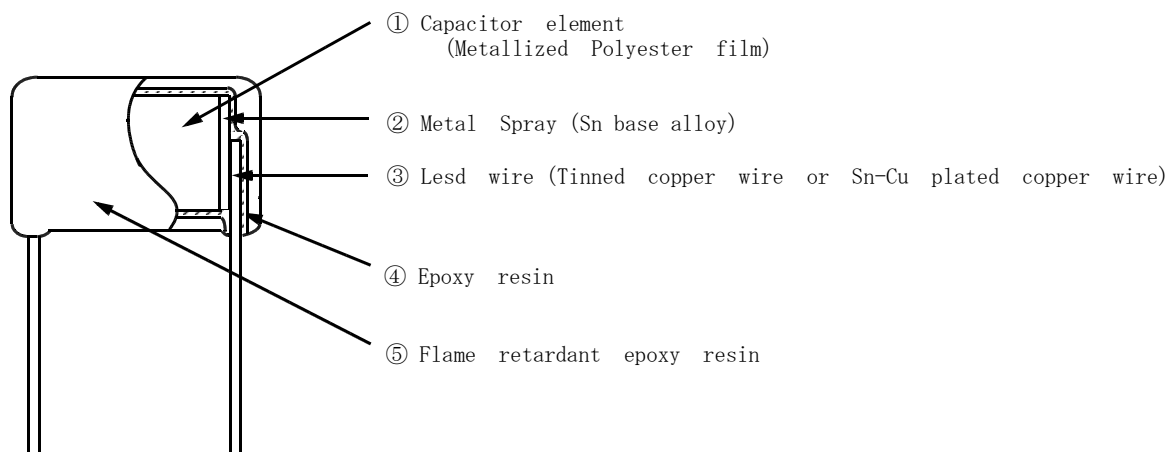 ① Capacitor element
(Metallized Polyester film)
② Metal Spray (Sn base alloy)
③ Lesd wire (Tinned copper wire or Sn-Cu plated copper wire)
④ Epoxy resin
⑤ Flame retardant epoxy resin